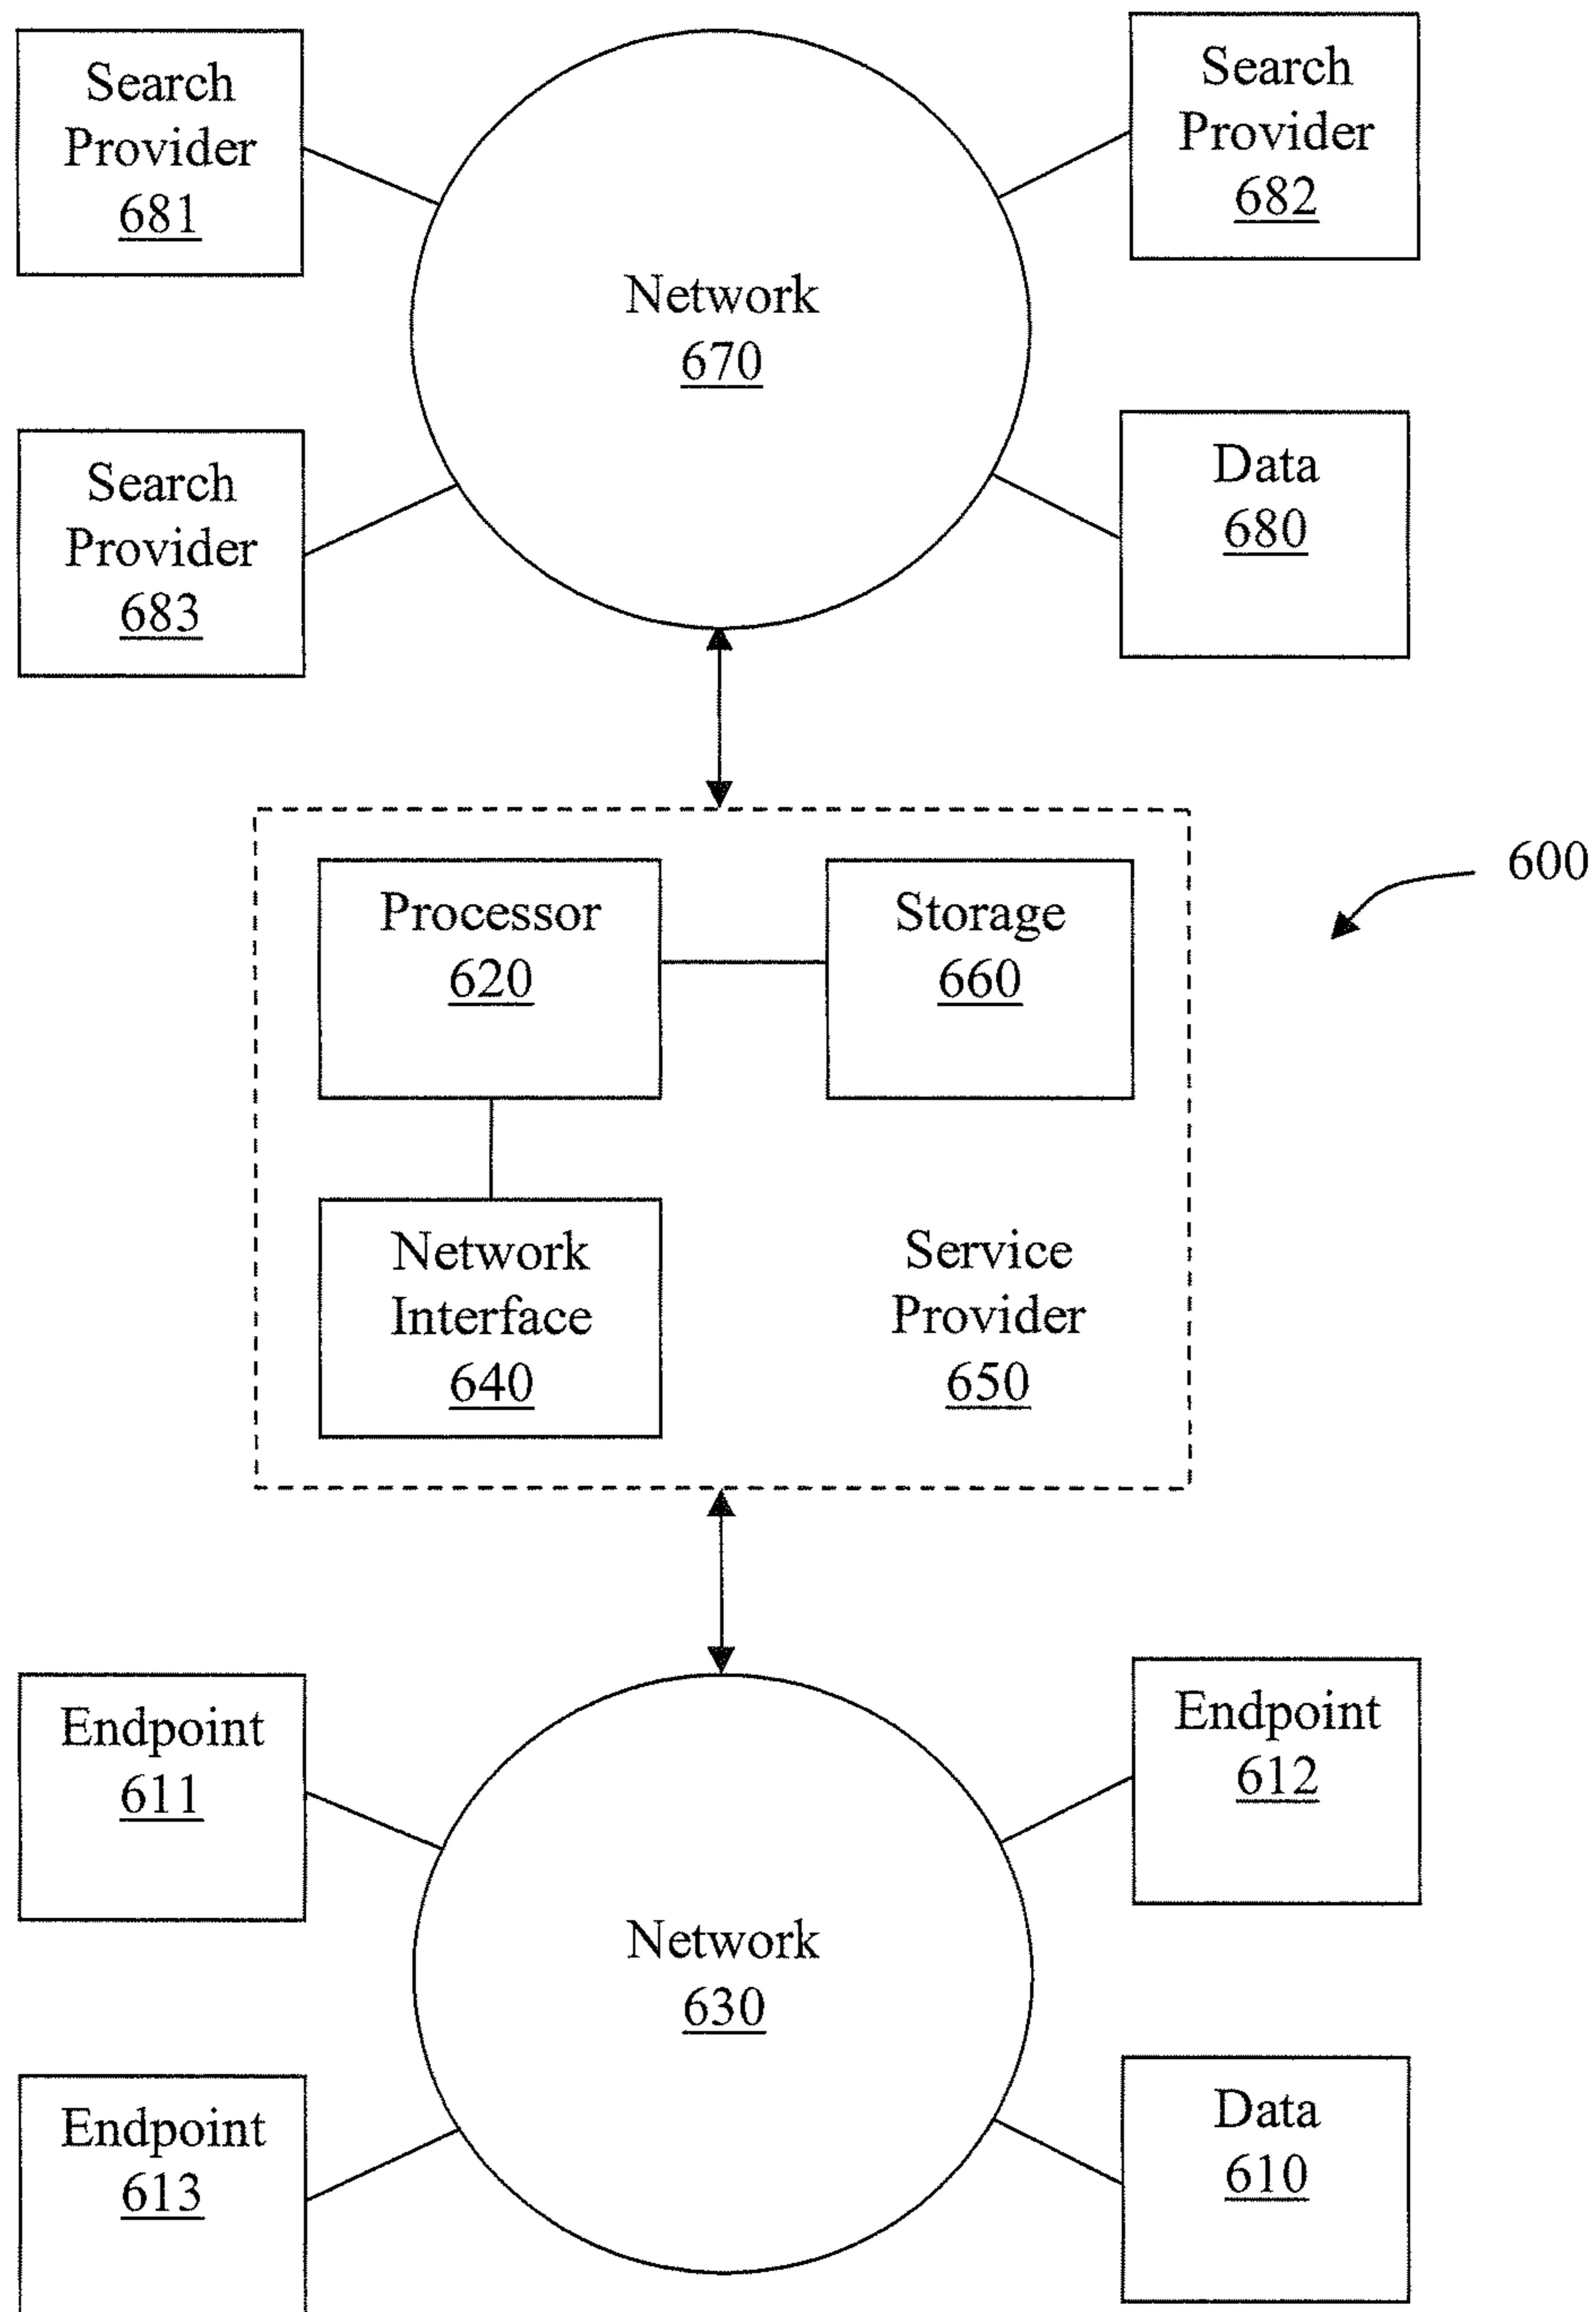 Search
Provider
681
Search
Provider
682
Network
670
Search
Provider
683
Data
680
600
Processor
620
Storage
660
Network
Interface
640
Service
Provider
650
Endpoint
611
Endpoint
612
Network
630
Endpoint
613
Data
610